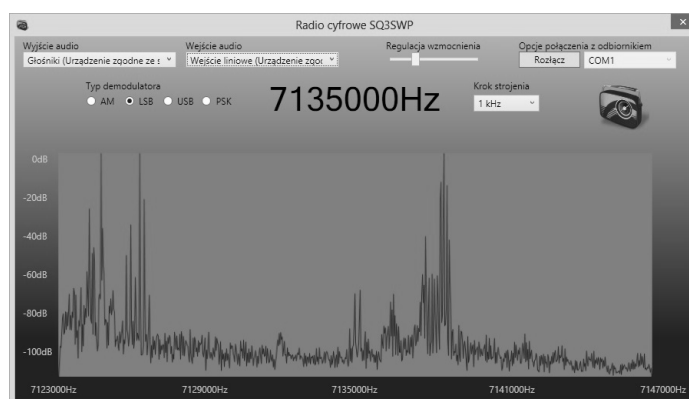 Radio cyfrowe SQ3SWP
Wyjście audio
Wejście audio
Regulacja wzmocnienia
Opcje połączenia z odbiornikiem
Głośniki (Urządzenie zgodne ze s
Wejście liniowe (Urządzenie zgo
Rozłącz
COM1
Typ demodulatora
AM LSB USB PSK
7135000Hz
Krok strojenia
1 kHz
0dB
-20dB
-40dB
-60dB
-80dB
-100dB
7123000Hz 7129000Hz 7135000Hz 7141000Hz 7147000Hz